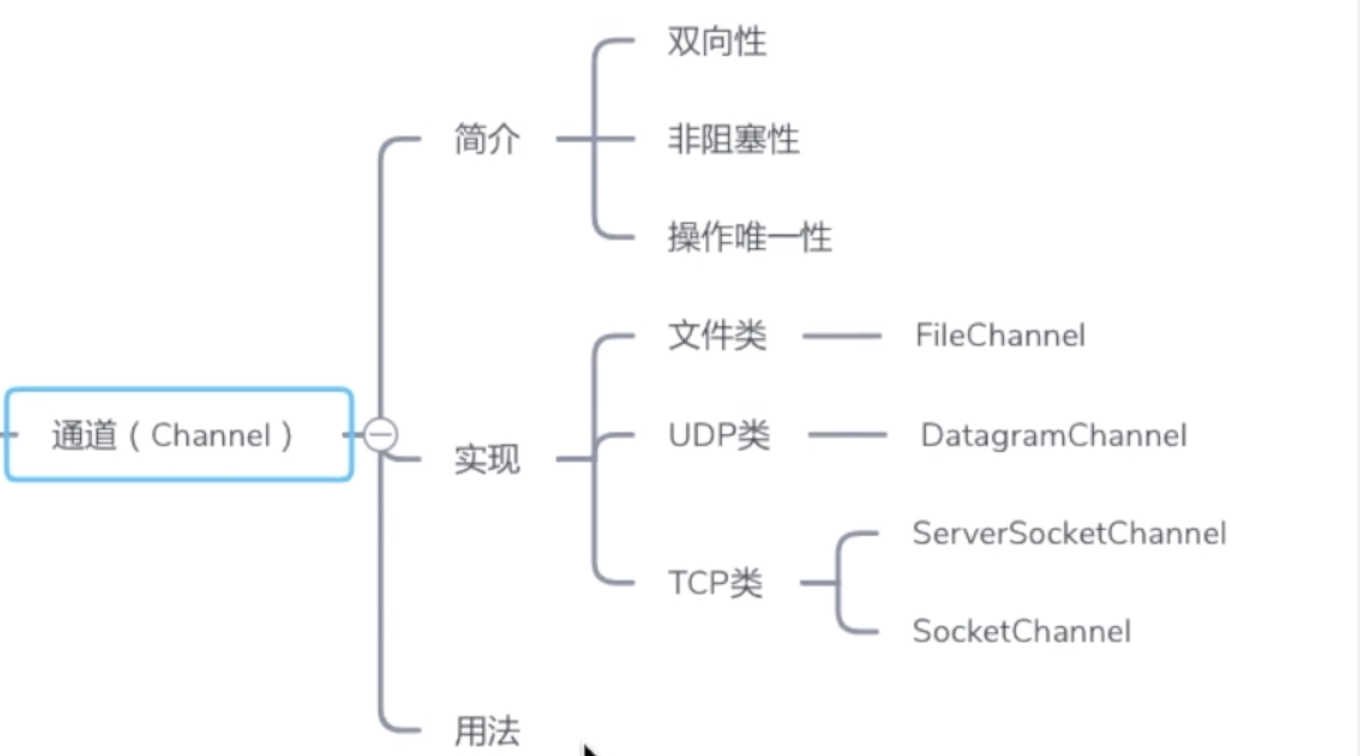 双向性
简介
非阻塞性
操作唯一性
文件类
FileChannel
通道（Channel）
UDP类
DatagramChannel
实现
ServerSocketChannel
TCP类
SocketChannel
用法